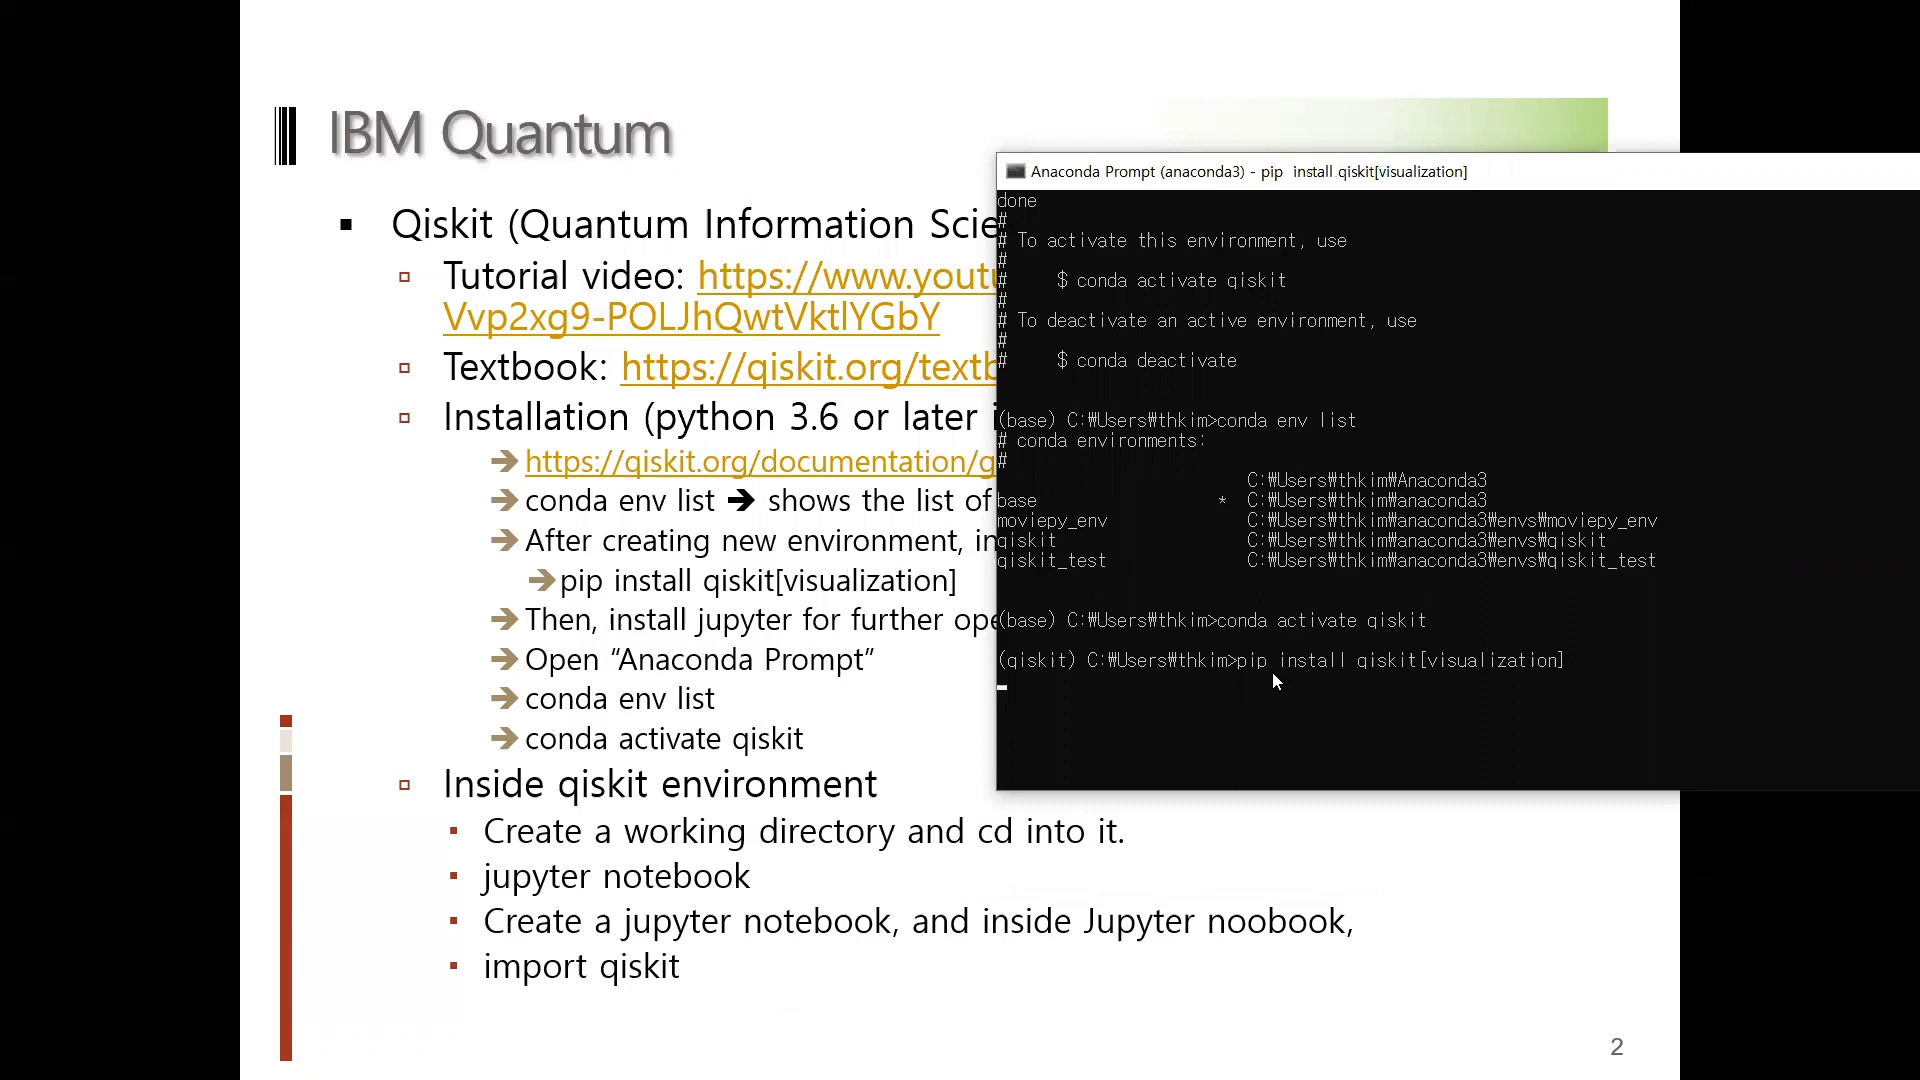 IBM Quantum
Qiskit (Quantum Information Scie
Tutorial video: https://www.youtu
Vvp2xg9-POLJhQwtVktlYGbY
Textbook: https://qiskit.org/textb
Installation (python 3.6 or later i
https://qiskit.org/documentation/g
conda env list ➔ shows the list of
After creating new environment, in
pip install qiskit[visualization]
Then, install jupyter for further ope
Open “Anaconda Prompt”
conda env list
conda activate qiskit
Inside qiskit environment
Create a working directory and cd into it.
jupyter notebook
Create a jupyter notebook, and inside Jupyter noobook,
import qiskit
2
Anaconda Prompt (anaconda3) - pip  install qiskit[visualization]
done
#
# To activate this environment, use
#
#     $ conda activate qiskit
#
# To deactivate an active environment, use
#
#     $ conda deactivate
(base) C:₩Users₩thkim>conda env list
# conda environments:
#
C:₩Users₩thkim₩Anaconda3
base                  *  C:₩Users₩thkim₩anaconda3
moviepy_env              C:₩Users₩thkim₩anaconda3₩envs₩moviepy_env
qiskit                   C:₩Users₩thkim₩anaconda3₩envs₩qiskit
qiskit_test              C:₩Users₩thkim₩anaconda3₩envs₩qiskit_test
(base) C:₩Users₩thkim>conda activate qiskit
(qiskit) C:₩Users₩thkim>pip install qiskit[visualization]